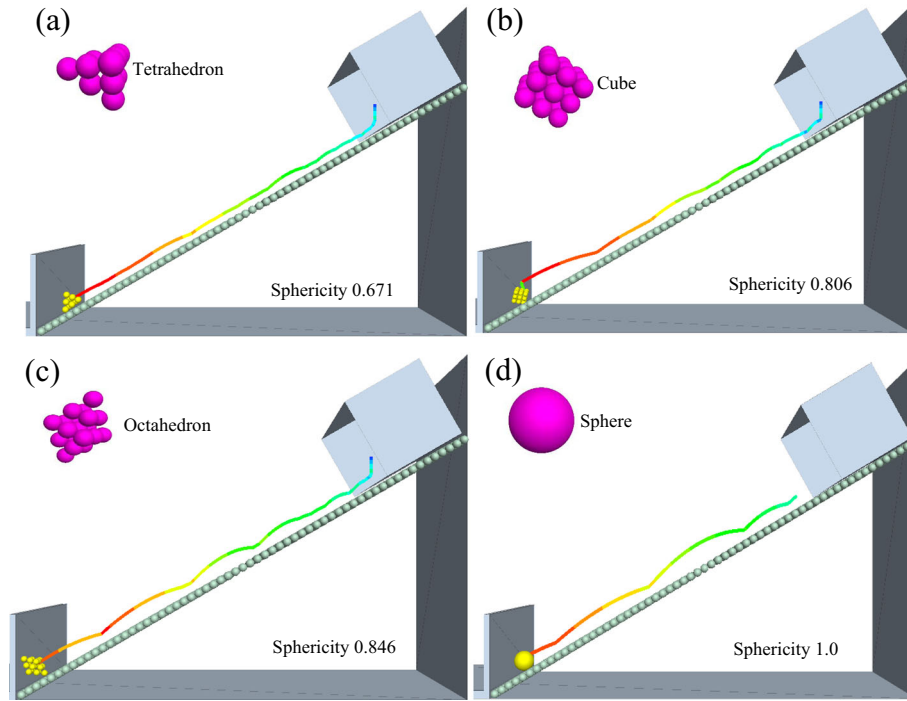 (a)
Tetrahedron
Sphericity 0.671
(b)
Cube
Sphericity 0.806
(c)
Octahedron
Sphericity 0.846
(d)
Sphere
Sphericity 1.0